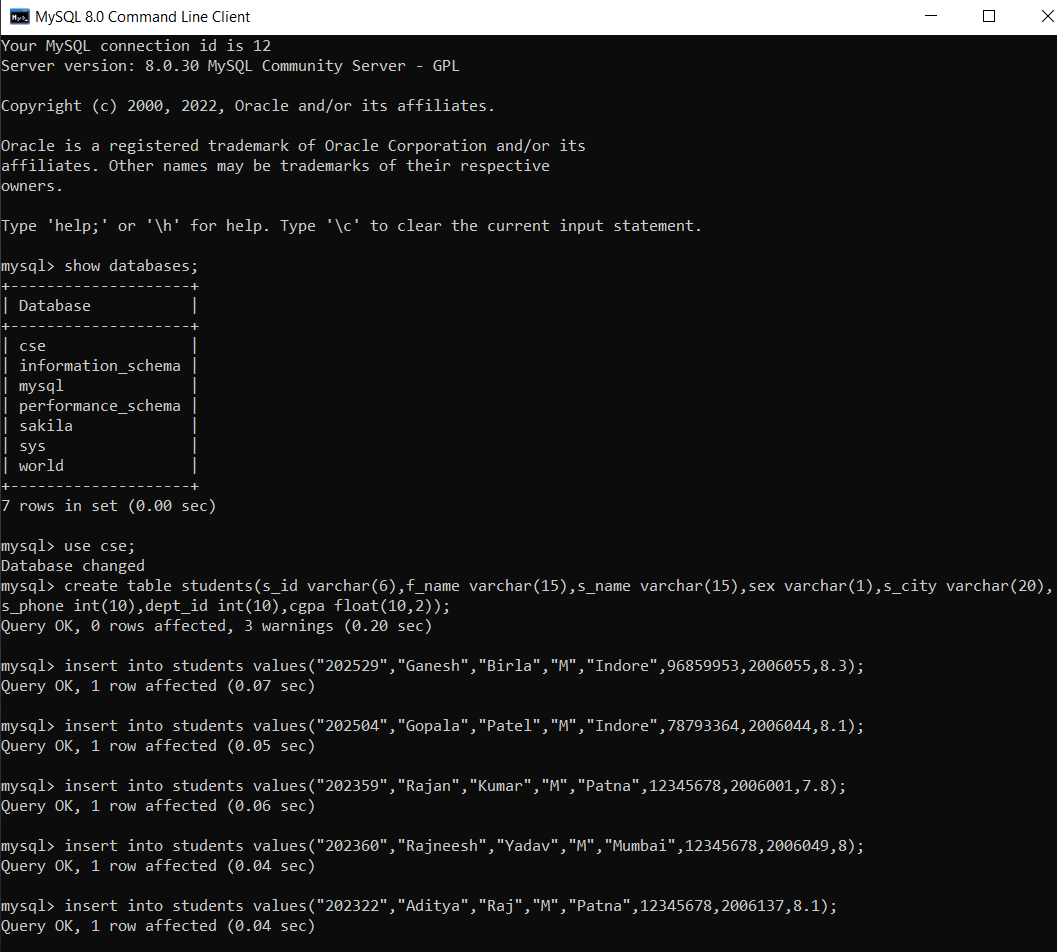 MySQL 8.0 Command Line Client
Your MySQL connection id is 12
Server version: 8.0.30 MySQL Community Server - GPL
Copyright (c) 2000, 2022, Oracle and/or its affiliates.
Oracle is a registered trademark of Oracle Corporation and/or its
affiliates. Other names may be trademarks of their respective
owners.
Type 'help;' or '\h' for help. Type '\c' to clear the current input statement.
mysql> show databases;
+--------------------+
| Database           |
+--------------------+
| cse                |
| information_schema |
| mysql              |
| performance_schema |
| sakila             |
| sys                |
| world              |
+--------------------+
7 rows in set (0.00 sec)
mysql> use cse;
Database changed
mysql> create table students(s_id varchar(6),f_name varchar(15),s_name varchar(15),sex varchar(1),s_city varchar(20),
s_phone int(10),dept_id int(10),cgpa float(10,2));
Query OK, 0 rows affected, 3 warnings (0.20 sec)
mysql> insert into students values("202529","Ganesh","Birla","M","Indore",96859953,2006055,8.3);
Query OK, 1 row affected (0.07 sec)
mysql> insert into students values("202504","Gopala","Patel","M","Indore",78793364,2006044,8.1);
Query OK, 1 row affected (0.05 sec)
mysql> insert into students values("202359","Rajan","Kumar","M","Patna",12345678,2006001,7.8);
Query OK, 1 row affected (0.06 sec)
mysql> insert into students values("202360","Rajneesh","Yadav","M","Mumbai",12345678,2006049,8);
Query OK, 1 row affected (0.04 sec)
mysql> insert into students values("202322","Aditya","Raj","M","Patna",12345678,2006137,8.1);
Query OK, 1 row affected (0.04 sec)